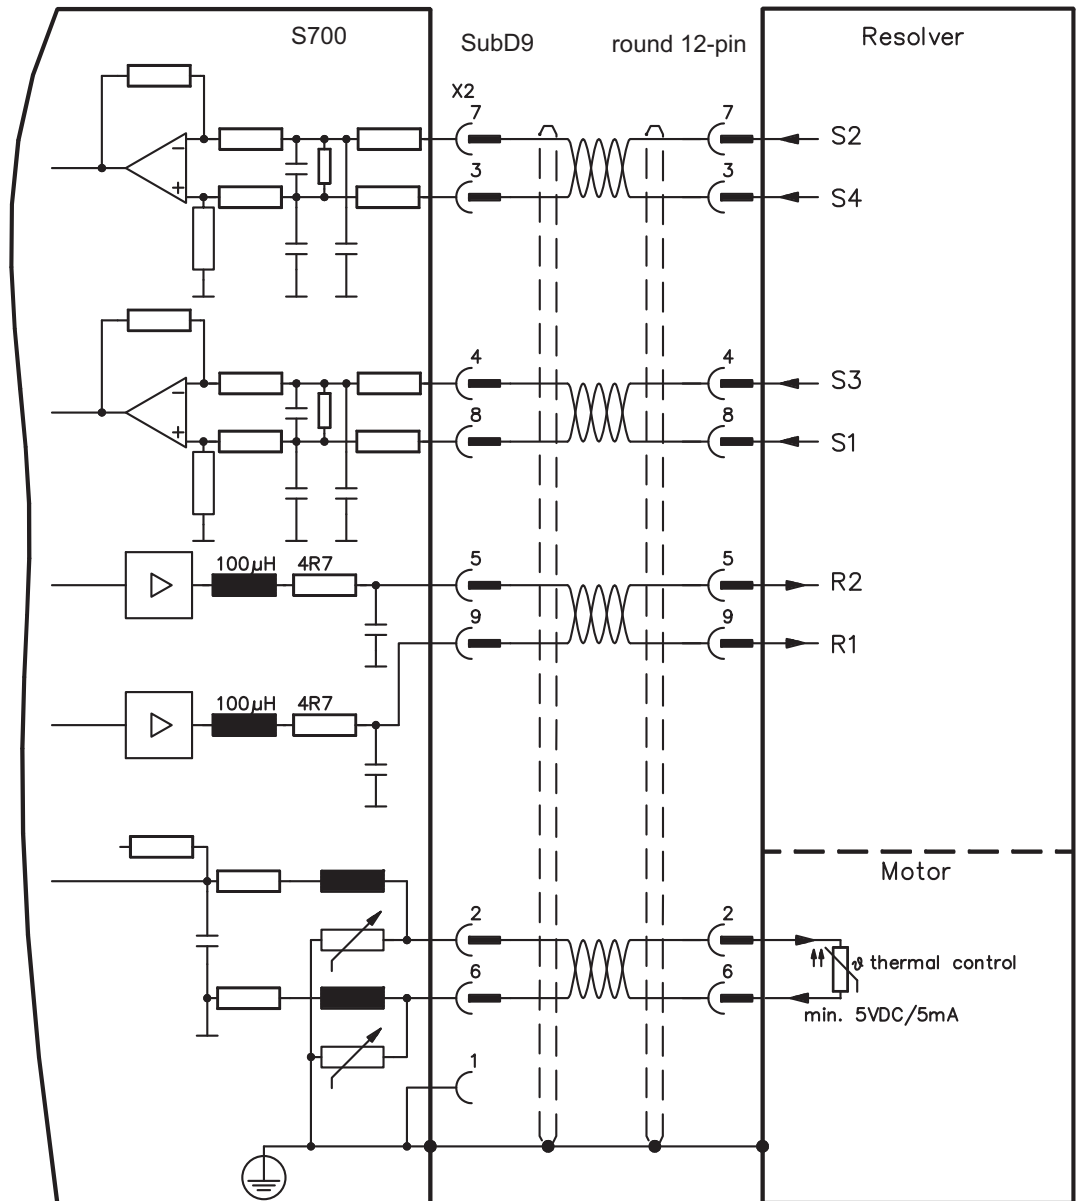 S700
SubD9
round 12-pin
Resolver
X2
7
7
S2
3
3
S4
4
4
S3
8
8
S1
100µH
4R7
5
5
R2
9
9
R1
100µH
4R7
Motor
2
2
ϑ thermal control
6
6
min. 5VDC/5mA
1